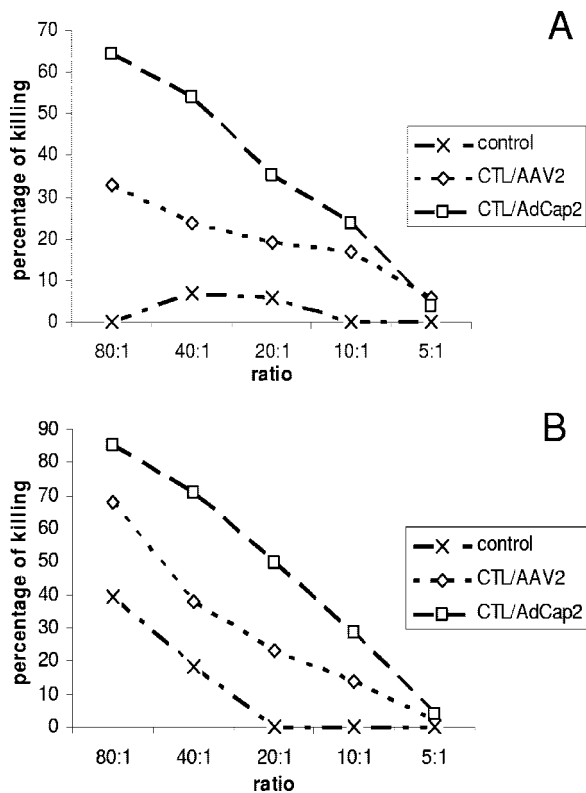 A
percentage of killing
70
60
50
40
30
20
10
0
80:1 40:1 20:1 10:1 5:1
ratio
control
CTL/AAV2
CTL/AdCap2
B
percentage of killing
90
80
70
60
50
40
30
20
10
0
80:1 40:1 20:1 10:1 5:1
ratio
control
CTL/AAV2
CTL/AdCap2